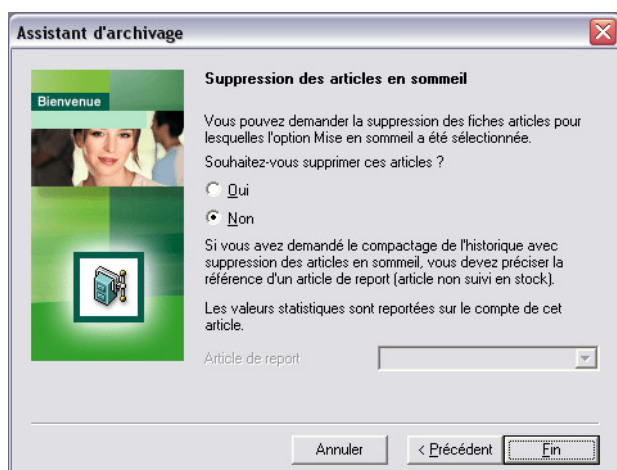 Assistant d'archivage
Bienvenue
Suppression des articles en sommeil
Vous pouvez demander la suppression des fiches articles pour
lesquelles l'option Mise en sommeil a été sélectionnée.
Souhaitez-vous supprimer ces articles ?
Oui
Non
Si vous avez demandé le compactage de l'historique avec
suppression des articles en sommeil, vous devez préciser la
référence d'un article de report (article non suivi en stock).
Les valeurs statistiques sont reportées sur le compte de cet
article.
Article de report
Annuler
< Précédent
Fin